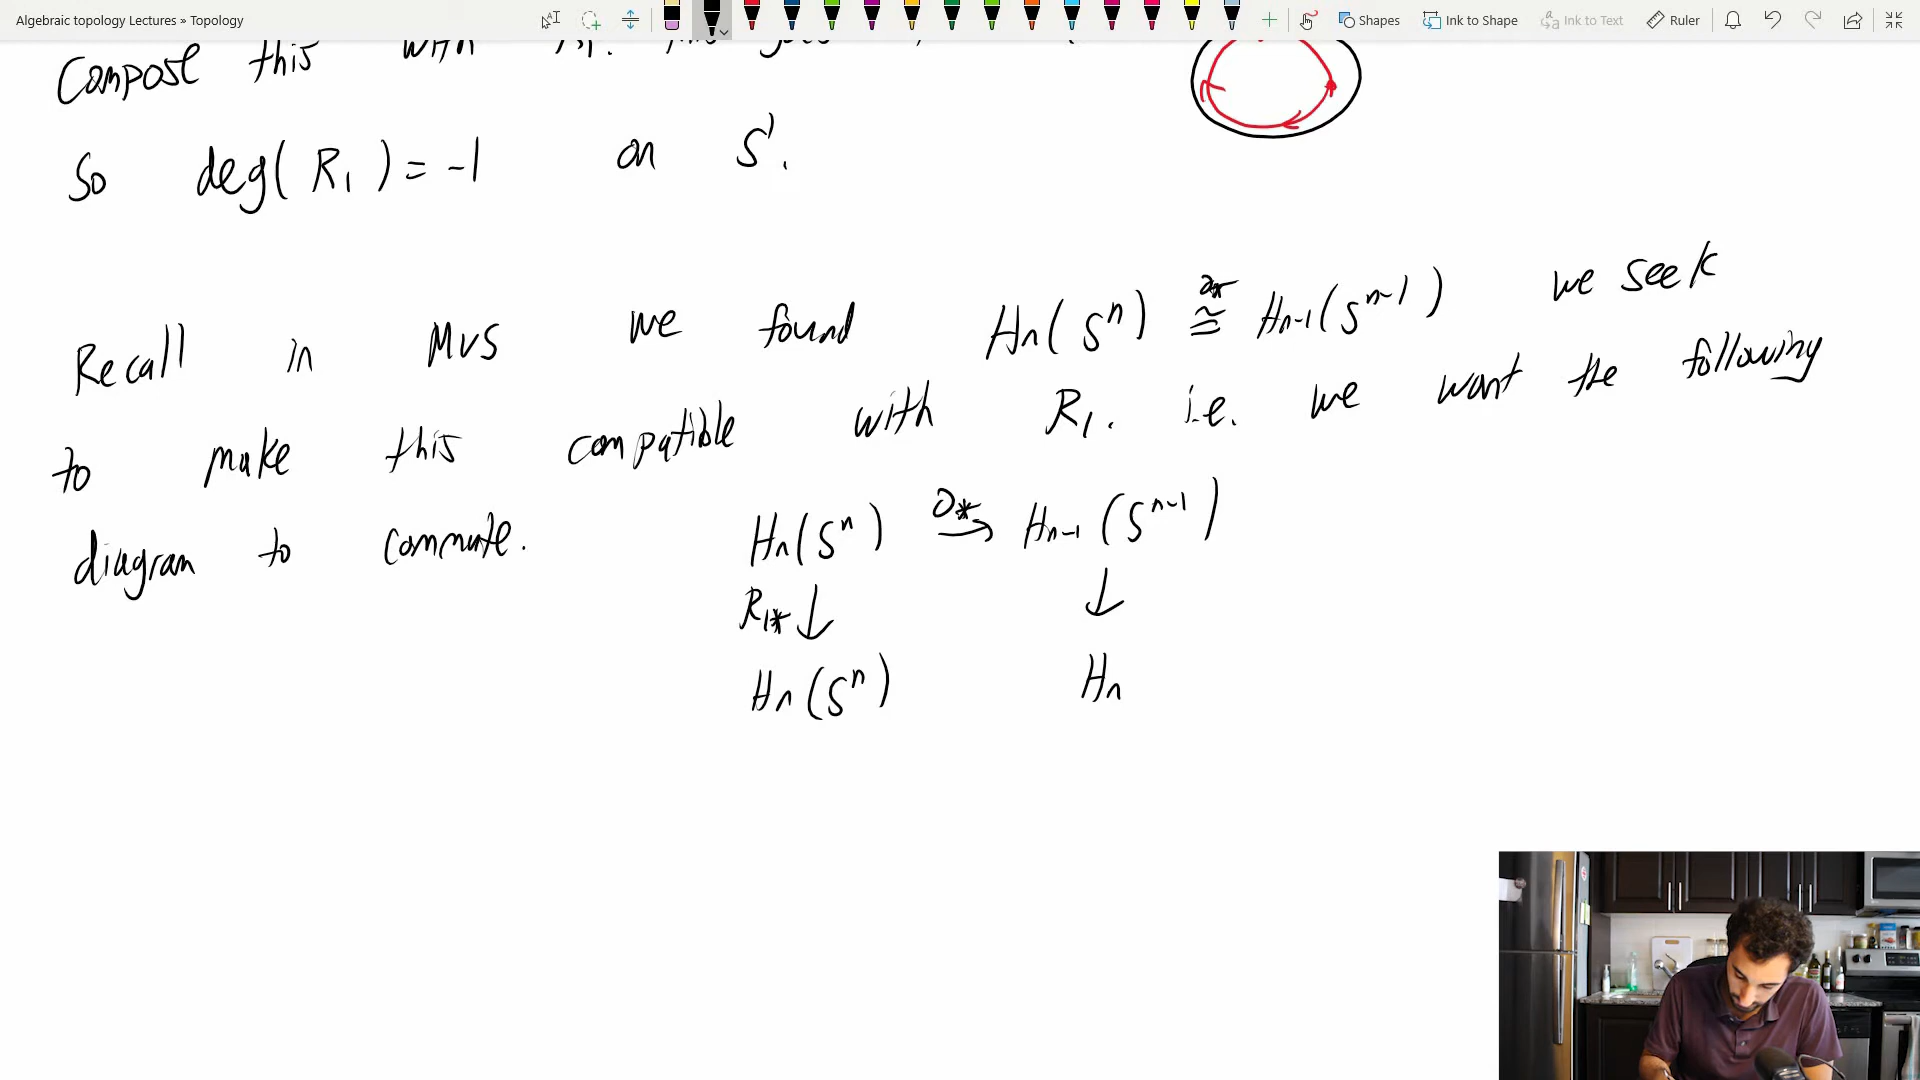 Algebraic topology Lectures » Topology
Shapes Ink to Shape Ink to Text Ruler
Compose this with
So deg( R₁ ) = -1 on S¹.
Recall in MVS we found Hn( Sⁿ ) ≅^∂* Hn-1( Sⁿ⁻¹ ) we seek
to make this compatible with R₁. i.e. we want the following
diagram to commute.
Hn(Sⁿ) ∂* → Hn-1 (Sⁿ⁻¹)
R₁* ↓ ↓
Hn(Sⁿ) Hn